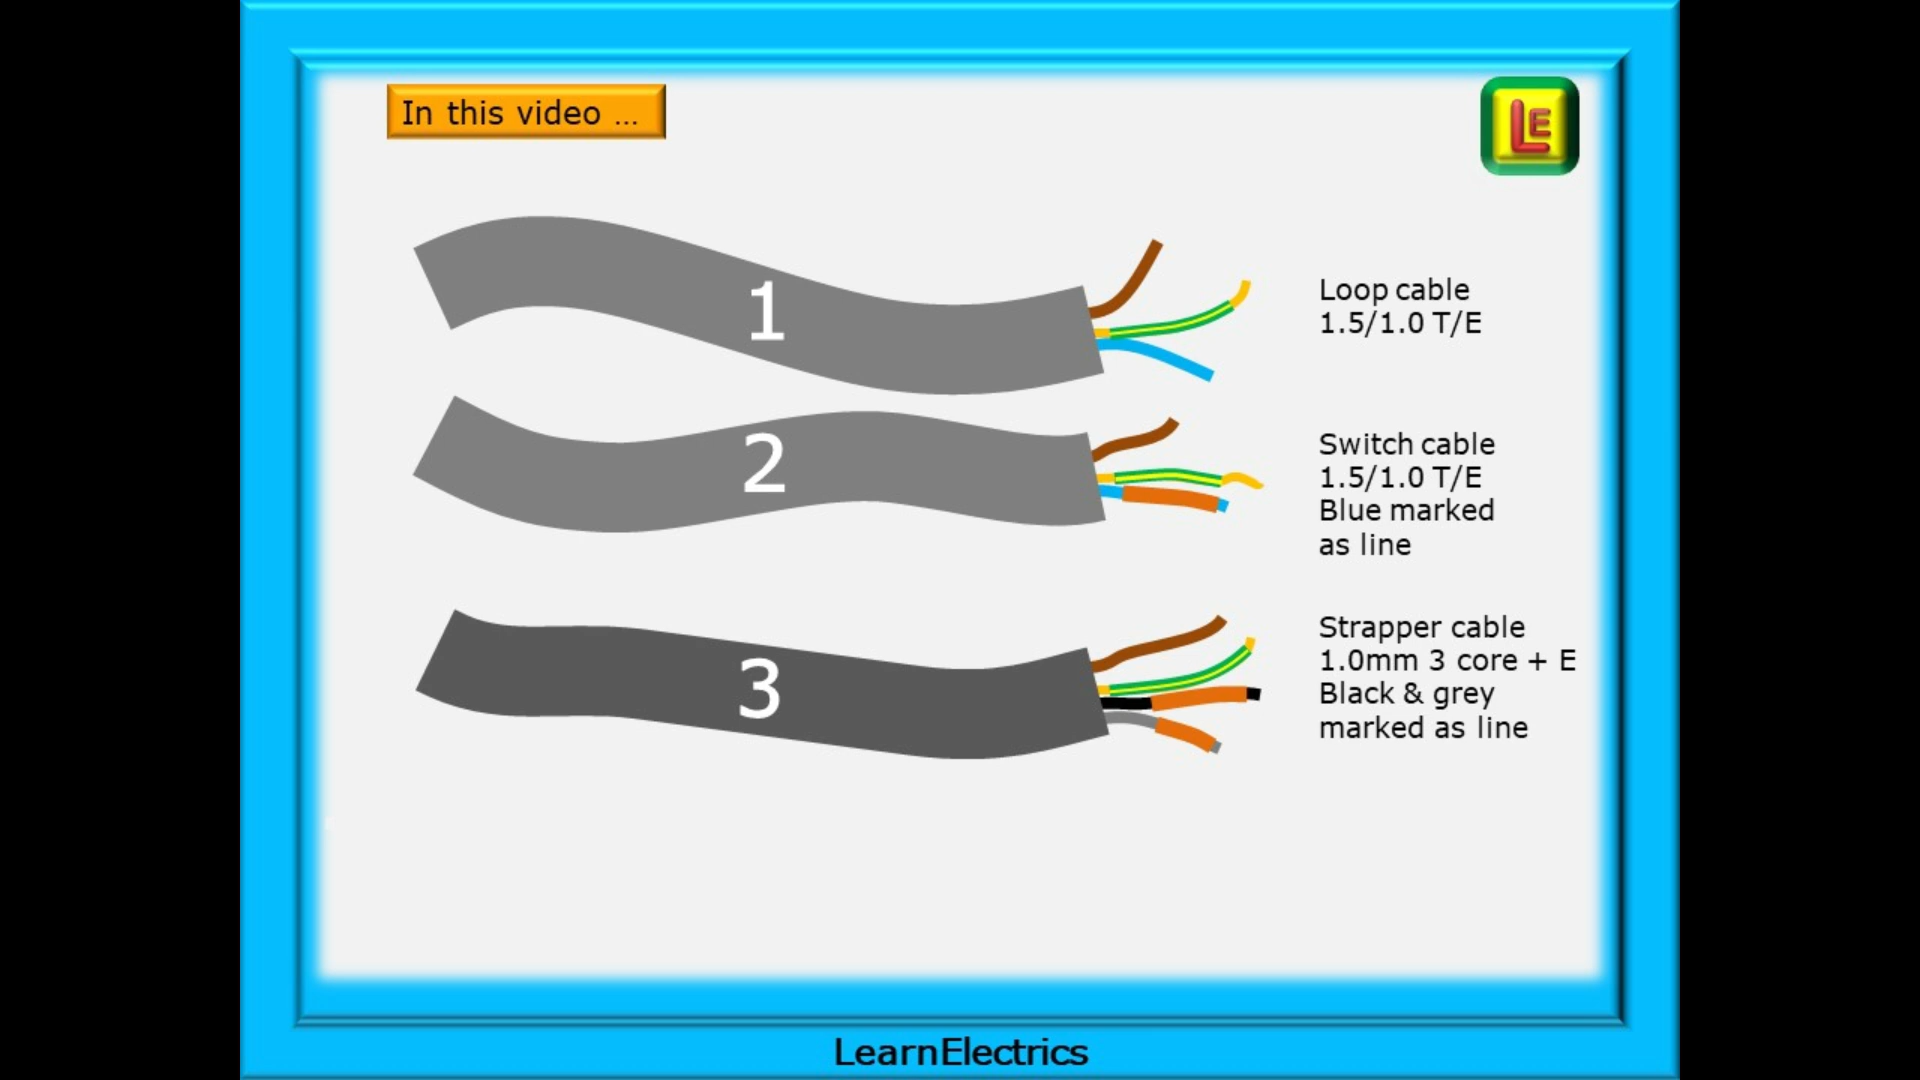 In this video ...
LE
1
Loop cable
1.5/1.0 T/E
2
Switch cable
1.5/1.0 T/E
Blue marked
as line
3
Strapper cable
1.0mm 3 core + E
Black & grey
marked as line
LearnElectrics